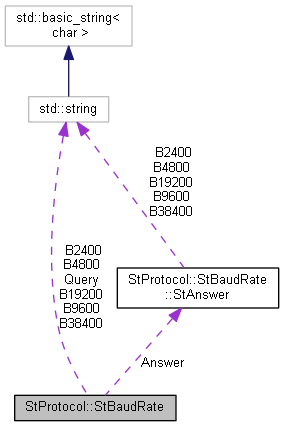 std::basic_string<
char >
std::string
B2400
B4800
B19200
B9600
B38400
B2400
B4800
Query
B19200
B9600
B38400
StProtocol::StBaudRate
::StAnswer
Answer
StProtocol::StBaudRate